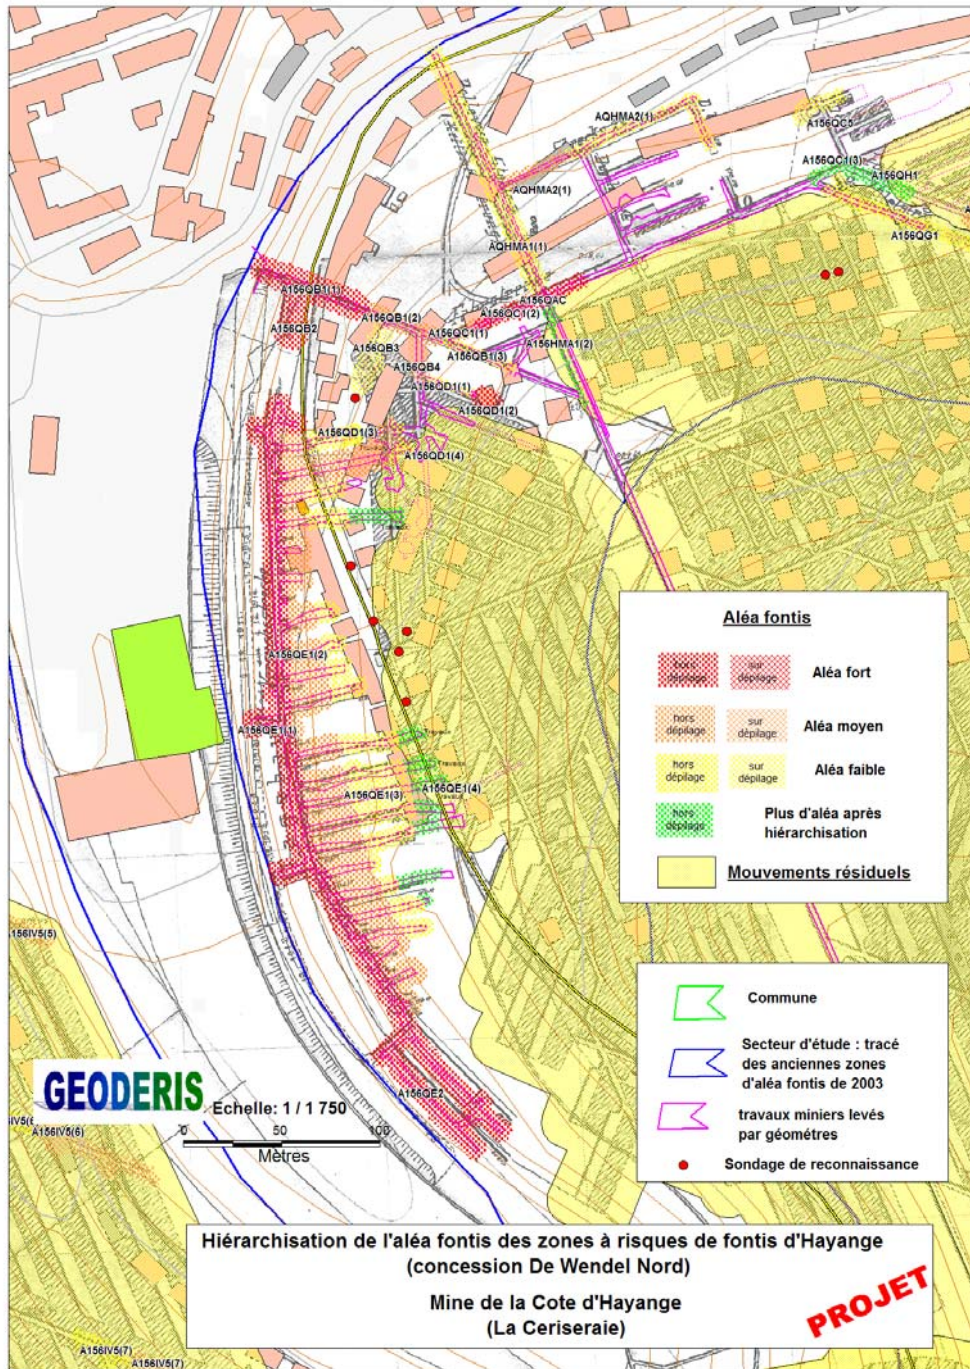 AQHMA2(1)
A156QC5
A156QC1(3)
A156QH1
AQHMA2(1)
A156QG1
AQHMA1(1)
A156QB1(1)
A156QAC
A156QC1(2)
A156QB1(2)
A156QB2
A156QC1(1)
A156HMA1(2)
A156QB3
A156QB1(3)
A156QB4
A156QD1(1)
A156QD1(2)
A156QD1(3)
A156QD1(4)
A156QE1(2)
A156QE1(1)
A156QE1(3)
A156QE1(4)
A156QE2
A156IV5(5)
A156IV5(6)
A156IV5(7)
A156IV5(7)
Aléa fontis
hors dépilage
sur dépilage
Aléa fort
hors dépilage
sur dépilage
Aléa moyen
hors dépilage
sur dépilage
Aléa faible
hors dépilage
Plus d'aléa après
hiérarchisation
Mouvements résiduels
Commune
Secteur d'étude : tracé
des anciennes zones
d'aléa fontis de 2003
travaux miniers levés
par géométres
Sondage de reconnaissance
GEODERIS
Echelle: 1 / 1 750
0 50 100
Mètres
Hiérarchisation de l'aléa fontis des zones à risques de fontis d'Hayange
(concession De Wendel Nord)
Mine de la Cote d'Hayange
(La Ceriseraie)
PROJET